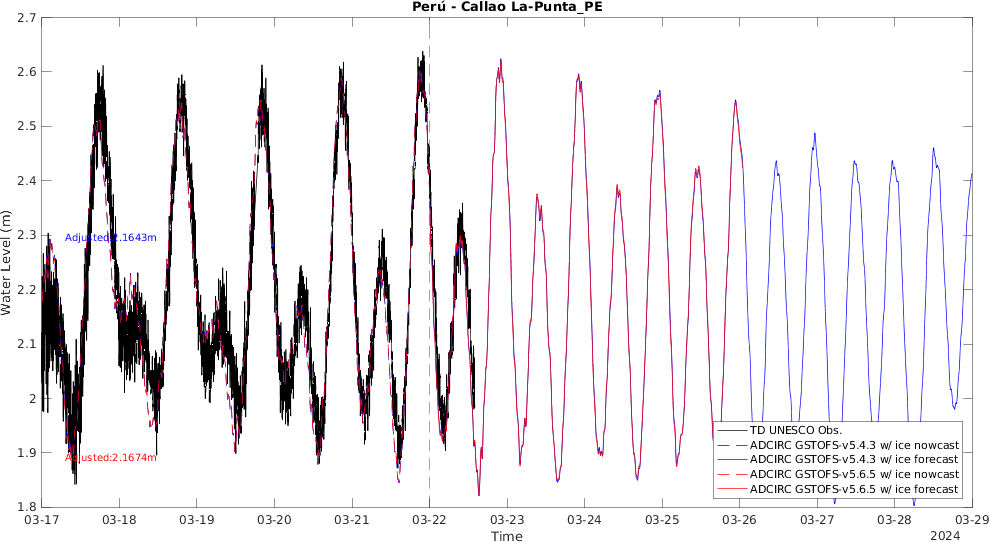 Perú - Callao La-Punta_PE
2.7
2.6
2.5
2.4
2.3
2.2
2.1
2
1.9
1.8
Water Level (m)
Adjusted:2.1643m
Adjusted:2.1674m
TD UNESCO Obs.
ADCIRC GSTOFS-v5.4.3 w/ ice nowcast
ADCIRC GSTOFS-v5.4.3 w/ ice forecast
ADCIRC GSTOFS-v5.6.5 w/ ice nowcast
ADCIRC GSTOFS-v5.6.5 w/ ice forecast
03-17 03-18 03-19 03-20 03-21 03-22 03-23 03-24 03-25 03-26 03-27 03-28 03-29
Time
2024